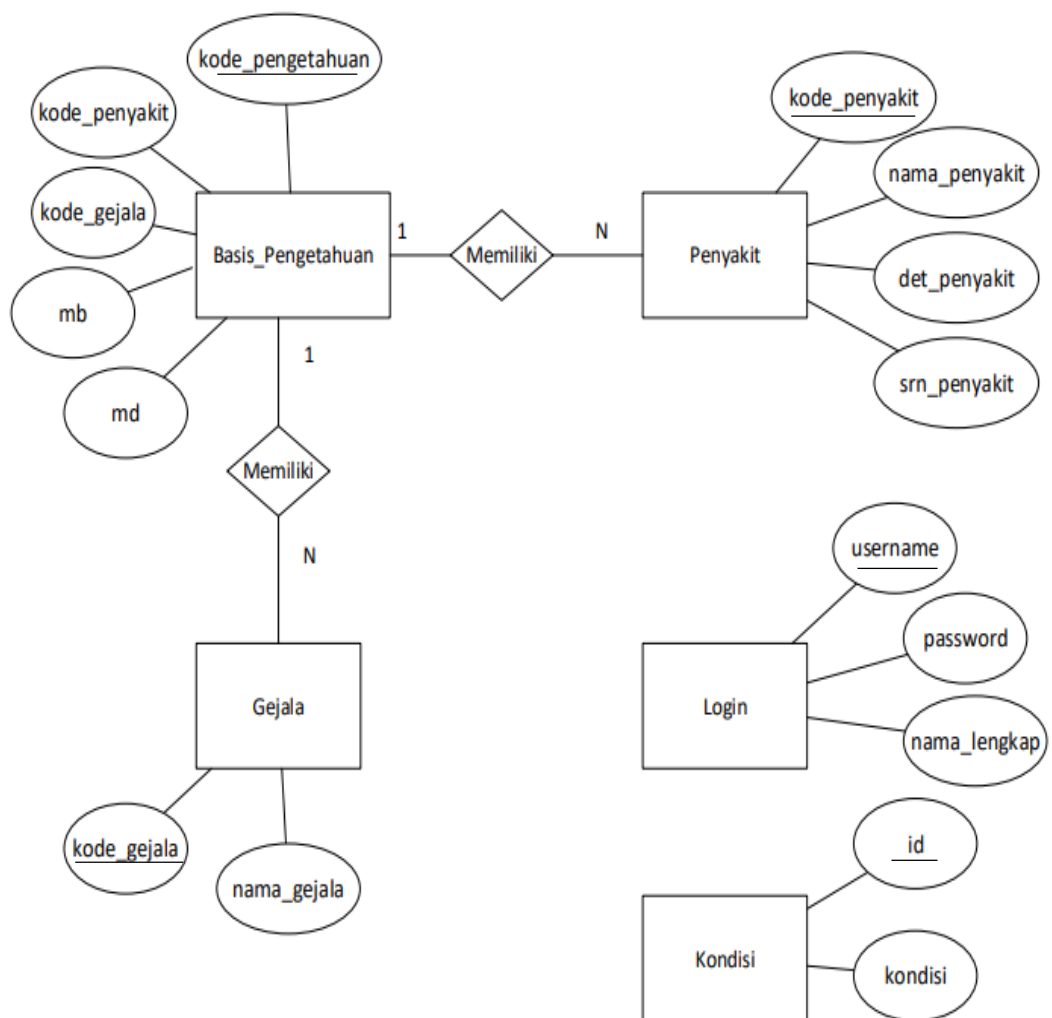 kode_pengetahuan
kode_penyakit
kode_penyakit
nama_penyakit
kode_gejala
Basis_Pengetahuan
1
Memiliki
N
Penyakit
det_penyakit
mb
1
srn_penyakit
md
Memiliki
N
username
password
Gejala
Login
nama_lengkap
kode_gejala
nama_gejala
id
Kondisi
kondisi